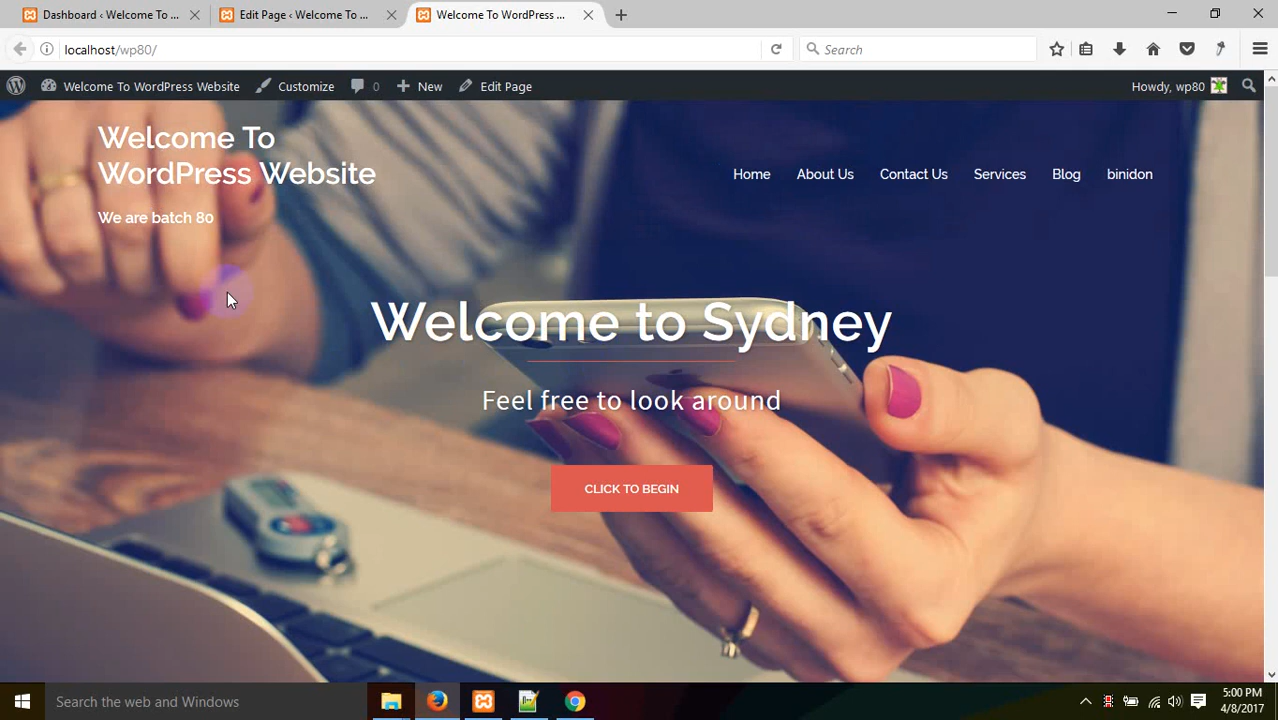 Dashboard ‹ Welcome To ...
Edit Page ‹ Welcome To ...
Welcome To WordPress ...
localhost/wp80/
Search
Welcome To WordPress Website
Customize
0
New
Edit Page
Howdy, wp80
Welcome To
WordPress Website
We are batch 80
Home
About Us
Contact Us
Services
Blog
binidon
Welcome to Sydney
Feel free to look around
CLICK TO BEGIN
Search the web and Windows
5:00 PM
4/8/2017